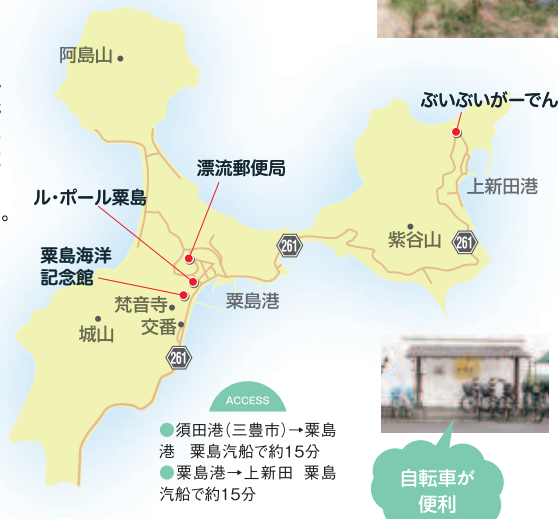 阿島山
ぶいぶいがーでん
漂流郵便局
上新田港
ル・ポール粟島
。
紫谷山
261
261
粟島海洋
記念館
粟島港
梵音寺
交番
城山
261
ACCESS
●須田港(三豊市)→粟島
港 粟島汽船で約15分
●粟島港→上新田 粟島
汽船で約15分
自転車が
便利